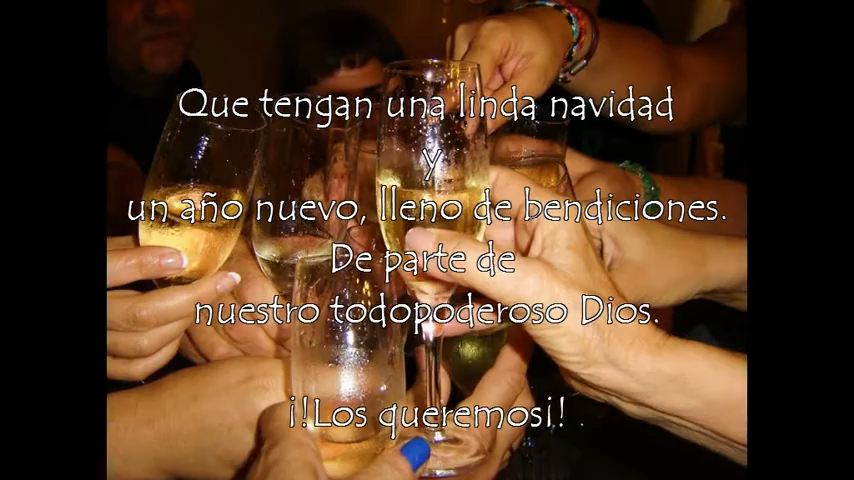 Que tengan una linda navidad
y
un año nuevo, lleno de bendiciones.
De parte de
nuestro todopoderoso Dios.
¡!Los queremos¡!